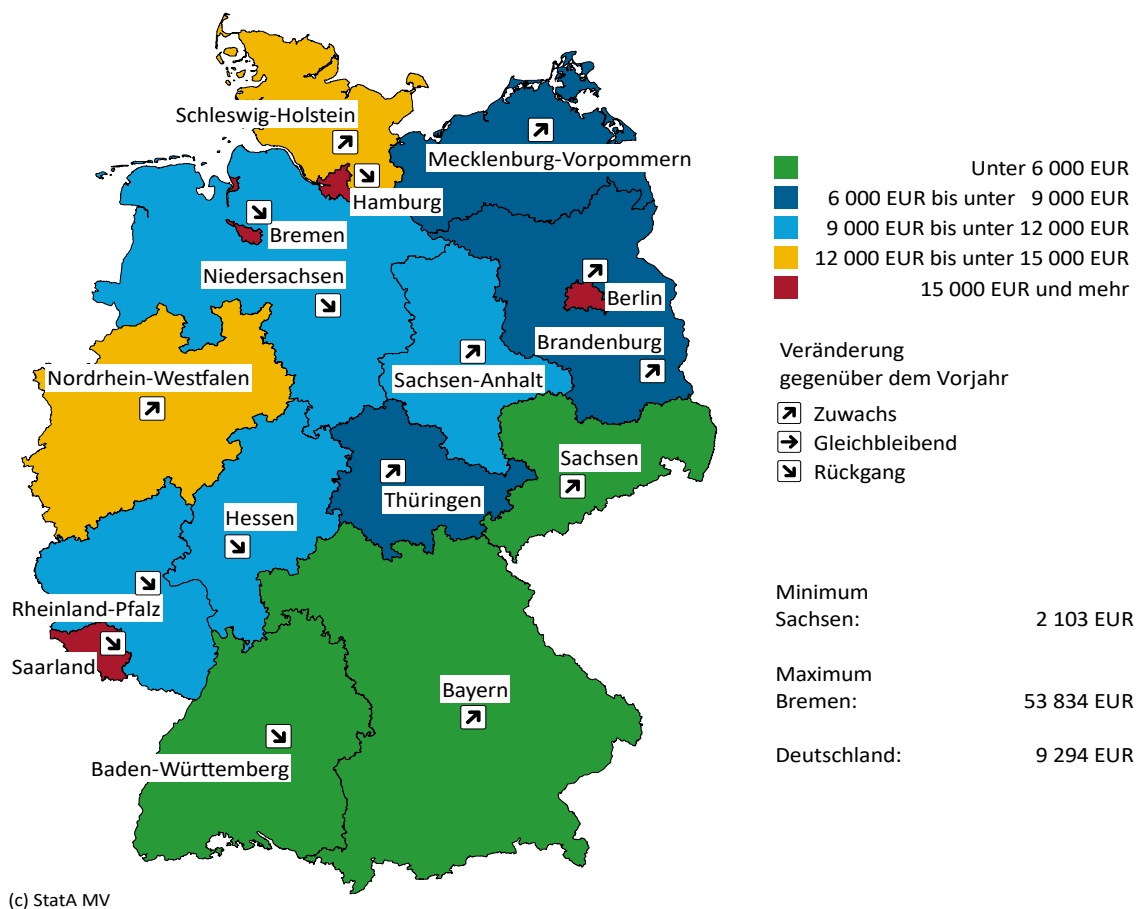 Schleswig-Holstein
Mecklenburg-Vorpommern
Hamburg
Bremen
Niedersachsen
Berlin
Brandenburg
Nordrhein-Westfalen
Sachsen-Anhalt
Sachsen
Thüringen
Hessen
Rheinland-Pfalz
Saarland
Bayern
Baden-Württemberg
Unter 6 000 EUR
6 000 EUR bis unter 9 000 EUR
9 000 EUR bis unter 12 000 EUR
12 000 EUR bis unter 15 000 EUR
15 000 EUR und mehr
Veränderung
gegenüber dem Vorjahr
Zuwachs
Gleichbleibend
Rückgang
Minimum
Sachsen: 2 103 EUR
Maximum
Bremen: 53 834 EUR
Deutschland: 9 294 EUR
(c) StatA MV